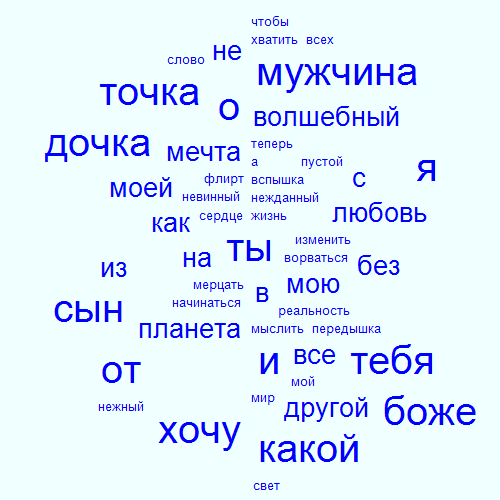 чтобы
не хватить всех
слово мужчина
точка о
волшебный
дочка мечта теперь
а пустой
моей флирт вспышка с я
невинный нежданный
как сердце жизнь любовь
ты изменить
из на ворваться без
мерцать в мою
сын начинаться
планета реальность
мыслить передышка
от и все тебя
мой
нежный мир другой боже
хочу какой
свет